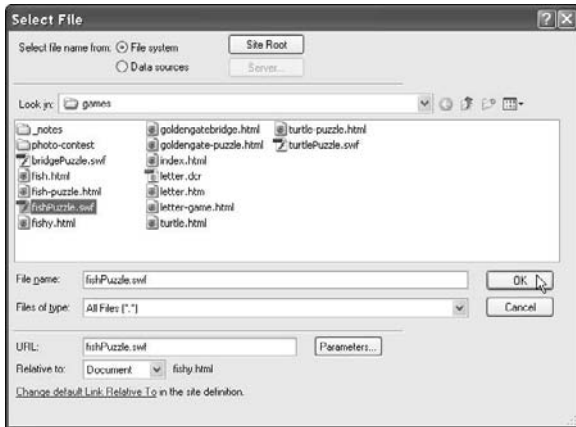 Select File
Select file name from: File system Site Root
Data sources Server...
Look in: games
_notes goldengatebridge.html turtle-puzzle.html
photo-contest goldengate-puzzle.html turtlePuzzle.swf
bridgePuzzle.swf index.html
fish.html letter.dcr
fish-puzzle.html letter.htm
fishPuzzle.swf letter-game.html
fishy.html turtle.html
File name: fishPuzzle.swf OK
Files of type: All Files (*.*) Cancel
URL: fishPuzzle.swf Parameters...
Relative to: Document fishy.html
Change default Link Relative To in the site definition.